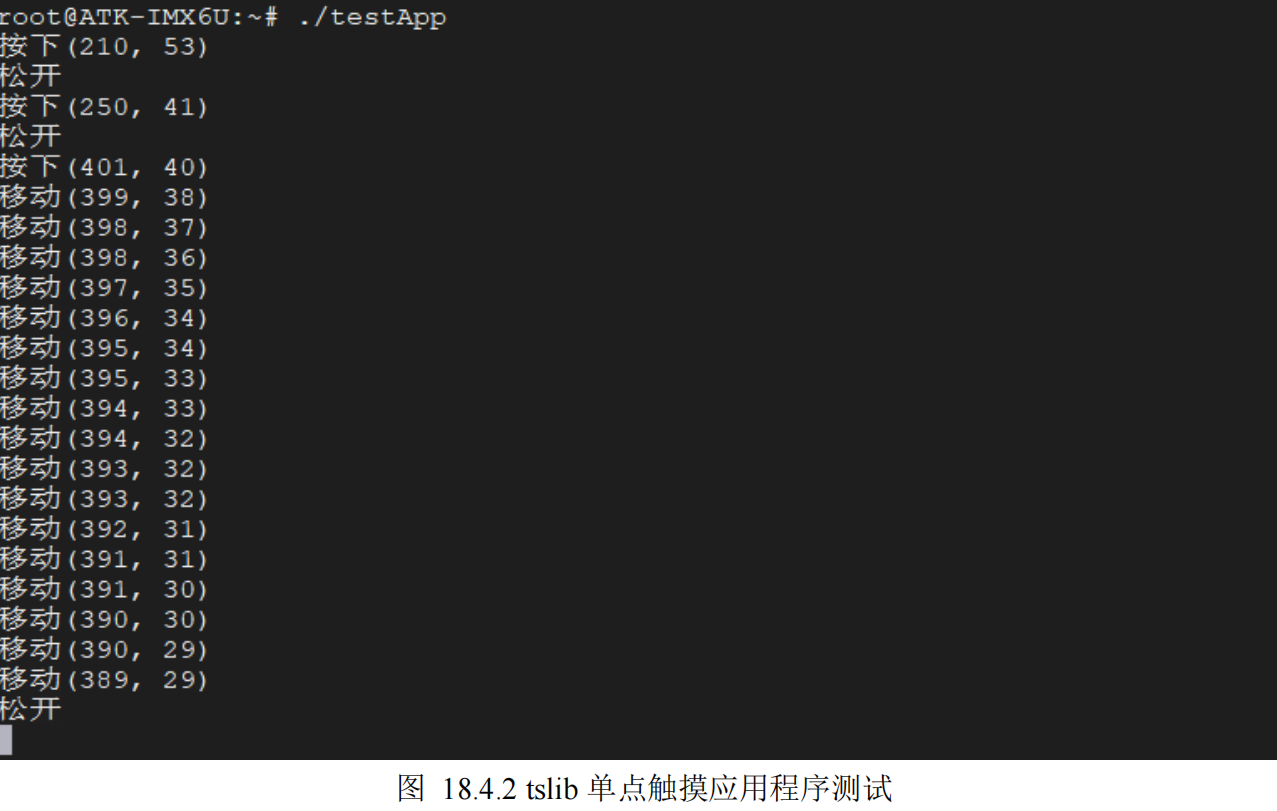 root@ATK-IMX6U:~# ./testApp
按下(210, 53)
松开
按下(250, 41)
松开
按下(401, 40)
移动(399, 38)
移动(398, 37)
移动(398, 36)
移动(397, 35)
移动(396, 34)
移动(395, 34)
移动(395, 33)
移动(394, 33)
移动(394, 32)
移动(393, 32)
移动(393, 32)
移动(392, 31)
移动(391, 31)
移动(391, 30)
移动(390, 30)
移动(390, 29)
移动(389, 29)
松开
图 18.4.2 tslib 单点触摸应用程序测试